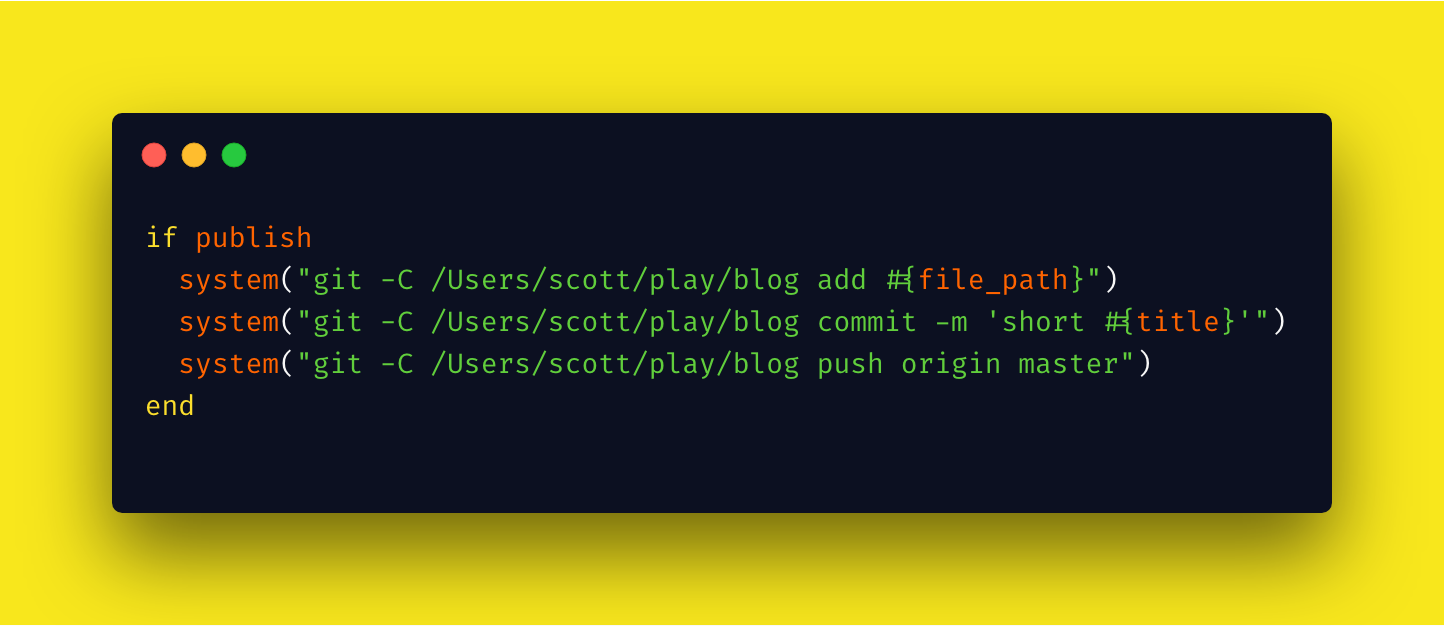 if publish
  system("git -C /Users/scott/play/blog add #{file_path}")
  system("git -C /Users/scott/play/blog commit -m 'short #{title}'")
  system("git -C /Users/scott/play/blog push origin master")
end